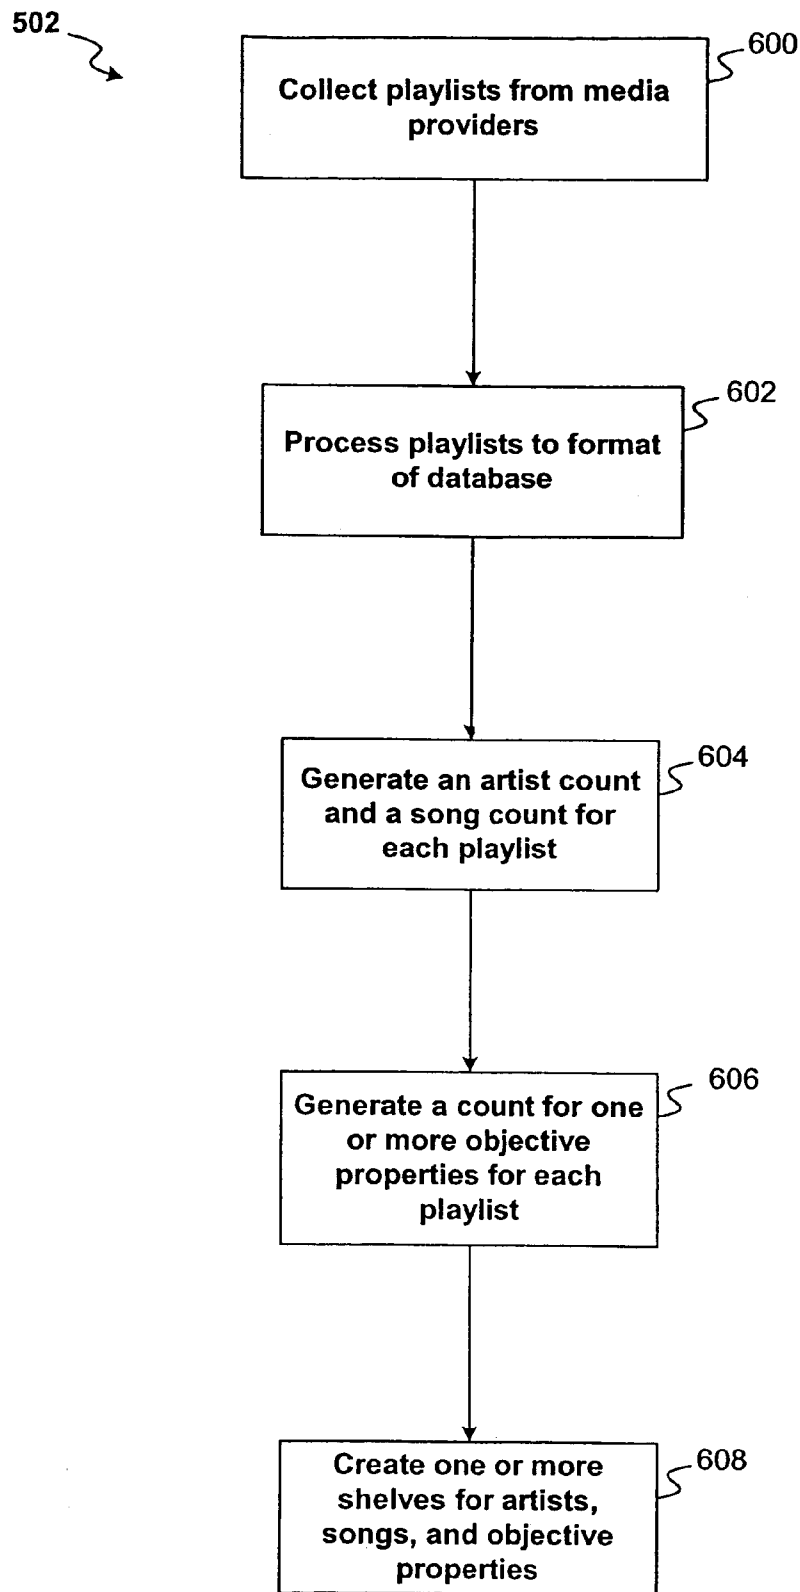 502
600
Collect playlists from media
providers
602
Process playlists to format
of database
604
Generate an artist count
and a song count for
each playlist
606
Generate a count for one
or more objective
properties for each
playlist
608
Create one or more
shelves for artists,
songs, and objective
properties